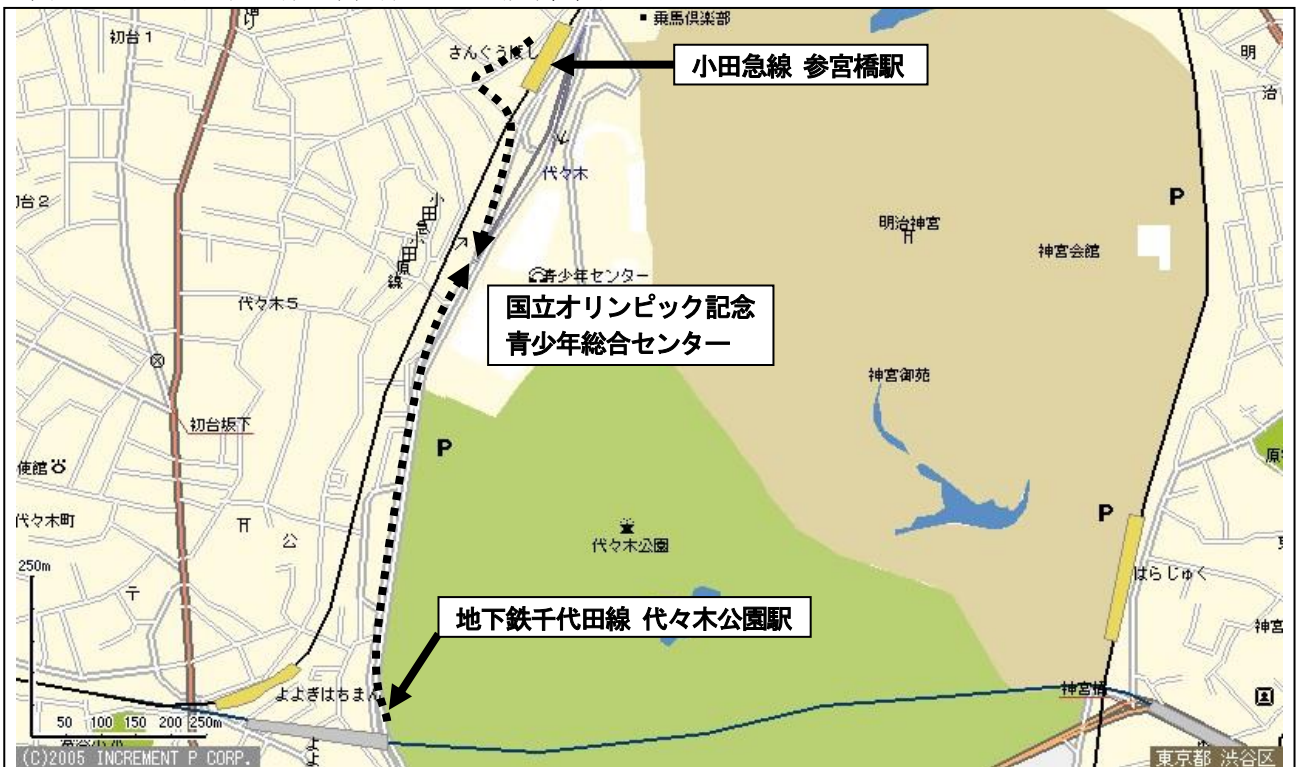 初台1
さんぐうばし
■乗馬倶楽部
小田急線 参宮橋駅
明
治
代々木
P
小田急小田原線
明治神宮
神宮会館
青少年センター
国立オリンピック記念
青少年総合センター
代々木5
神宮御苑
初台坂下
P
使館
代々木町
公
代々木公園
P
はらじゅく
250m
〒
地下鉄千代田線 代々木公園駅
神宮
よよぎはちまん
神宮橋
50 100 150 200 250m
(C)2005 INCREMENT P CORP.
東京都 渋谷区